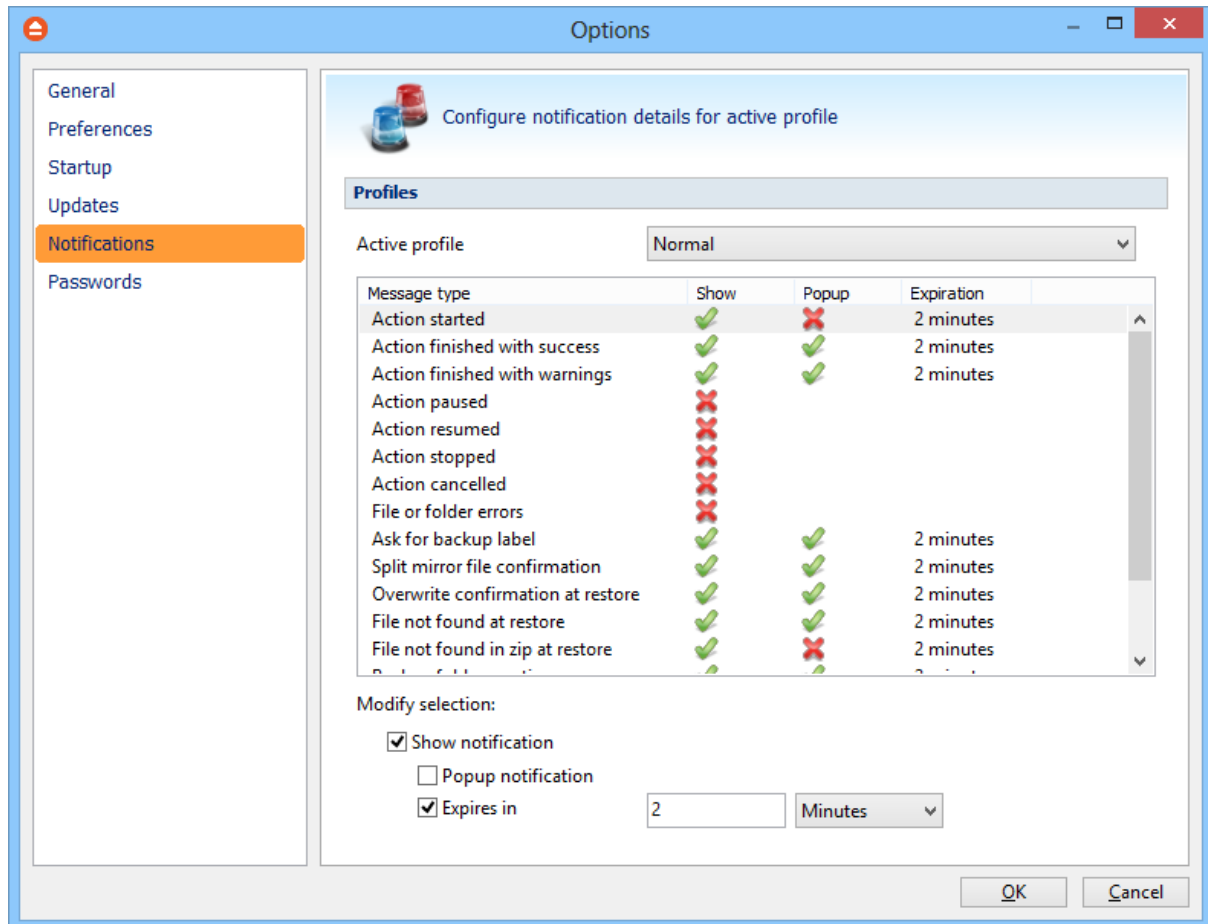 Options
General
Preferences
Startup
Updates
Notifications
Passwords
Configure notification details for active profile
Profiles
Active profile Normal
Message type Show Popup Expiration
Action started 2 minutes
Action finished with success 2 minutes
Action finished with warnings 2 minutes
Action paused
Action resumed
Action stopped
Action cancelled
File or folder errors
Ask for backup label 2 minutes
Split mirror file confirmation 2 minutes
Overwrite confirmation at restore 2 minutes
File not found at restore 2 minutes
File not found in zip at restore 2 minutes
Modify selection:
Show notification
Popup notification
Expires in 2 Minutes
OK Cancel